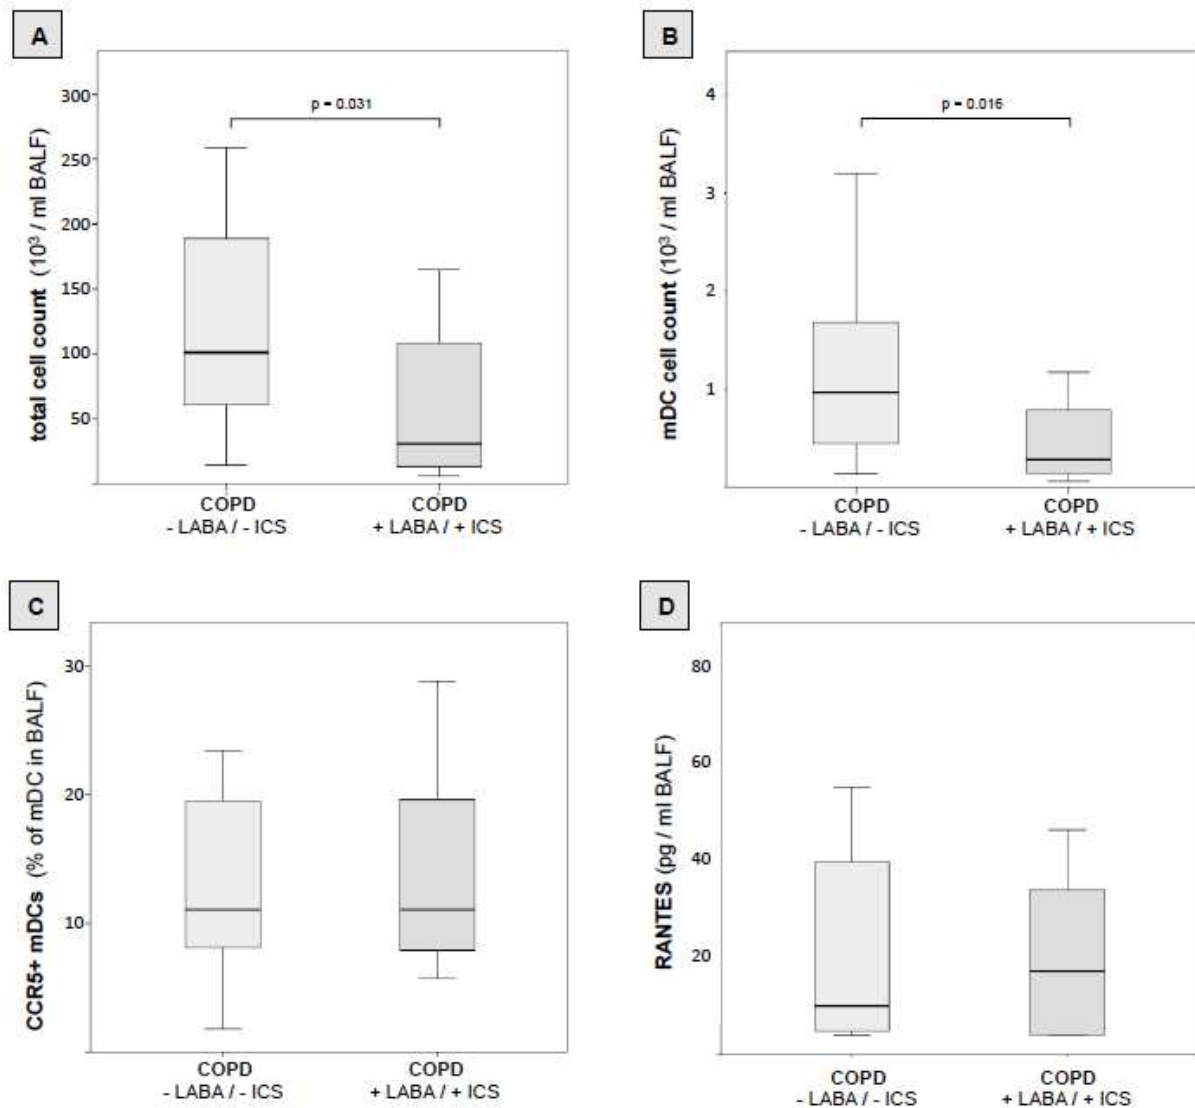 A
total cell count (10³ / ml BALF)
300
250
200
150
100
50
p = 0.031
COPD
- LABA / - ICS
COPD
+ LABA / + ICS
B
mDC cell count (10³ / ml BALF)
4
3
2
1
p = 0.016
COPD
- LABA / - ICS
COPD
+ LABA / + ICS
C
CCR5+ mDCs (% of mDC in BALF)
30
20
10
COPD
- LABA / - ICS
COPD
+ LABA / + ICS
D
RANTES (pg / ml BALF)
80
60
40
20
COPD
- LABA / - ICS
COPD
+ LABA / + ICS